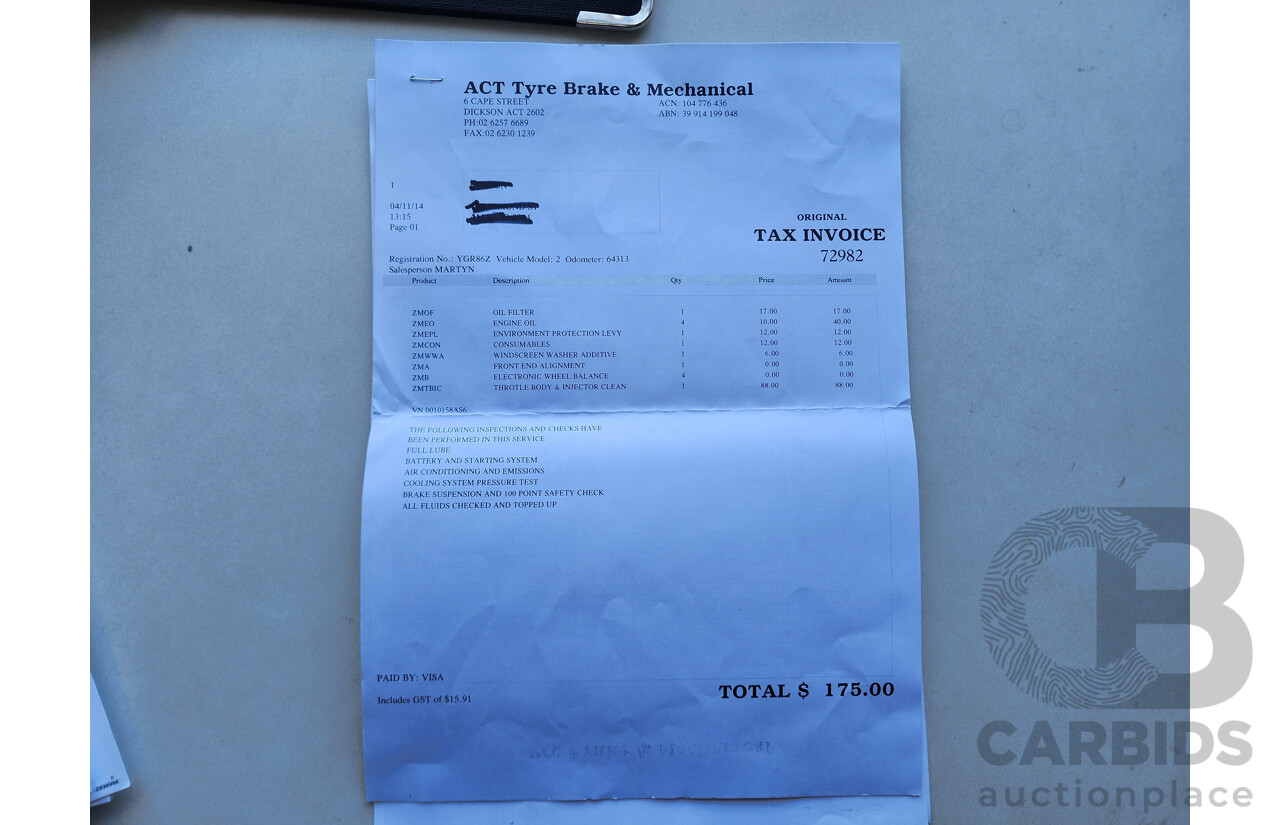 ACT Tyre Brake & Mechanical
6 CAPE STREET ACN: 104 776 436
DICKSON ACT 2602 ABN: 39 914 199 048
PH:02 6257 6689
FAX:02 6230 1239
1
04/11/14
13:15
Page 01
ORIGINAL
TAX INVOICE
72982
Registration No.: YGR86Z Vehicle Model: 2 Odometer: 64313
Salesperson MARTYN
Product Description Qty Price Amount
ZMOF OIL FILTER 1 17.00 17.00
ZMEO ENGINE OIL 4 10.00 40.00
ZMEPL ENVIRONMENT PROTECTION LEVY 1 12.00 12.00
ZMCON CONSUMABLES 1 12.00 12.00
ZMWWA WINDSCREEN WASHER ADDITIVE 1 6.00 6.00
ZMA FRONT END ALIGNMENT 1 0.00 0.00
ZMB ELECTRONIC WHEEL BALANCE 4 0.00 0.00
ZMTBIC THROTLE BODY & INJECTOR CLEAN 1 88.00 88.00
VN 0010158AS6
THE FOLLOWING INSPECTIONS AND CHECKS HAVE
BEEN PERFORMED IN THIS SERVICE
FULL LUBE
BATTERY AND STARTING SYSTEM
AIR CONDITIONING AND EMISSIONS
COOLING SYSTEM PRESSURE TEST
BRAKE SUSPENSION AND 100 POINT SAFETY CHECK
ALL FLUIDS CHECKED AND TOPPED UP
PAID BY: VISA
Includes GST of $15.91
TOTAL $ 175.00
CB
CARBIDS
auctionplace